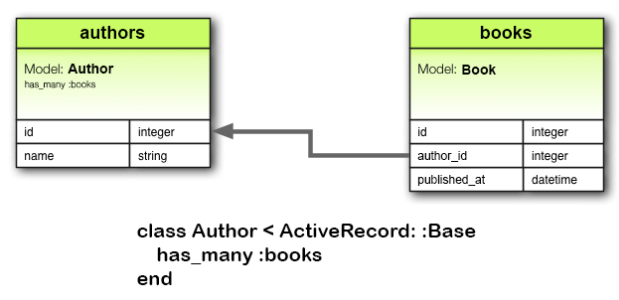 authors
Model: Author
has_many :books
id integer
name string
books
Model: Book
id integer
author_id integer
published_at datetime
class Author < ActiveRecord: :Base
has_many :books
end